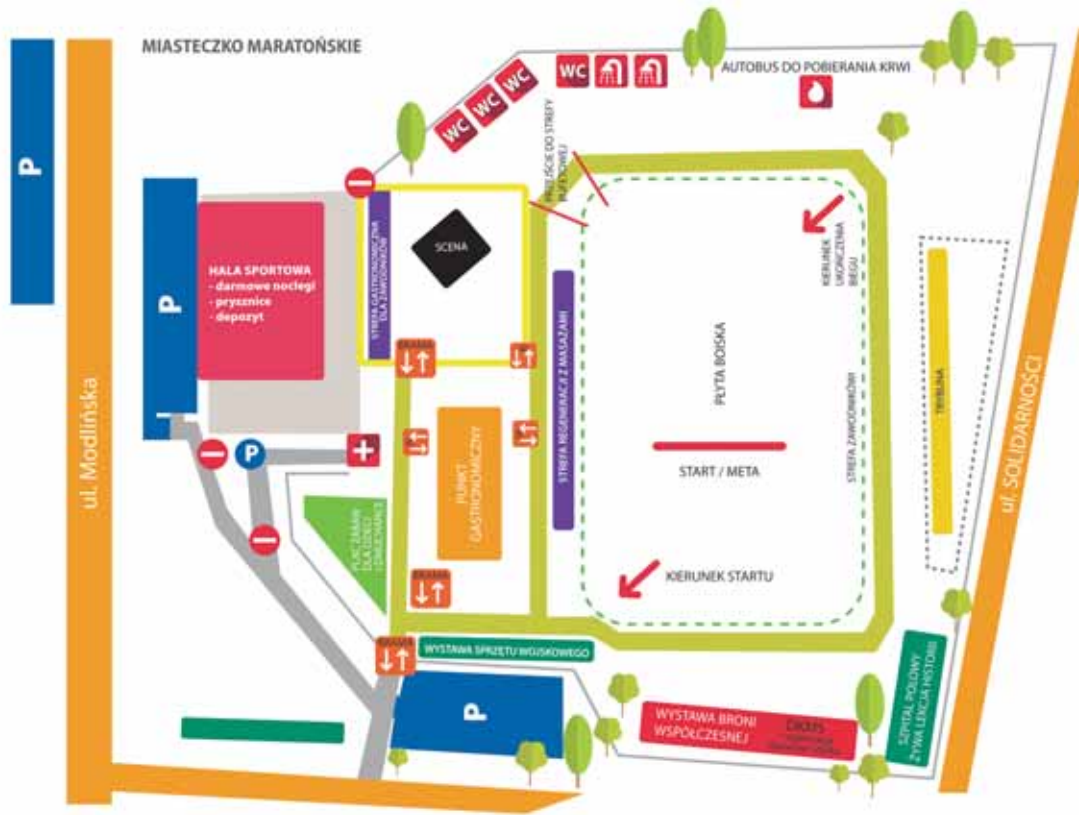 MIASTECZKO MARATOŃSKIE
P
ul. Modlińska
P
HALA SPORTOWA
- darmowe noclegi
- prysznice
- depozyt
WC
WC
WC
WC
AUTOBUS DO POBIERANIA KRWI
PRZEJŚCIE DO STREFY
BUFETOWEJ
STREFA GASTRONOMICZNA
DLA ZAWODNIKÓW
SCENA
BRAMA
STREFA REGENERACJI Z MASAŻAMI
KIERUNEK
UKOŃCZENIA
BIEGU
PŁYTA BOISKA
STREFA ZAWODNIKÓW
TRYBUNA
ul. SOLIDARNOŚCI
START / META
KIERUNEK STARTU
P
PUNKT
GASTRONOMICZNY
PLAC ZABAW
DLA DZIECI
I DMUCHAŃCE
BRAMA
BRAMA
WYSTAWA SPRZĘTU WOJSKOWEGO
P
WYSTAWA BRONI
WSPÓŁCZESNEJ
SZPITAL POLOWY
ŻYWA LEKCJA HISTORII